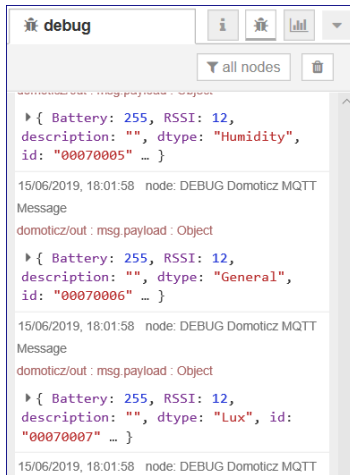 debug
all nodes
domoticz/out : msg.payload : Object
{ Battery: 255, RSSI: 12,
description: "", dtype: "Humidity",
id: "00070005" … }
15/06/2019, 18:01:58 node: DEBUG Domoticz MQTT
Message
domoticz/out : msg.payload : Object
{ Battery: 255, RSSI: 12,
description: "", dtype: "General",
id: "00070006" … }
15/06/2019, 18:01:58 node: DEBUG Domoticz MQTT
Message
domoticz/out : msg.payload : Object
{ Battery: 255, RSSI: 12,
description: "", dtype: "Lux", id:
"00070007" … }
15/06/2019, 18:01:58 node: DEBUG Domoticz MQTT